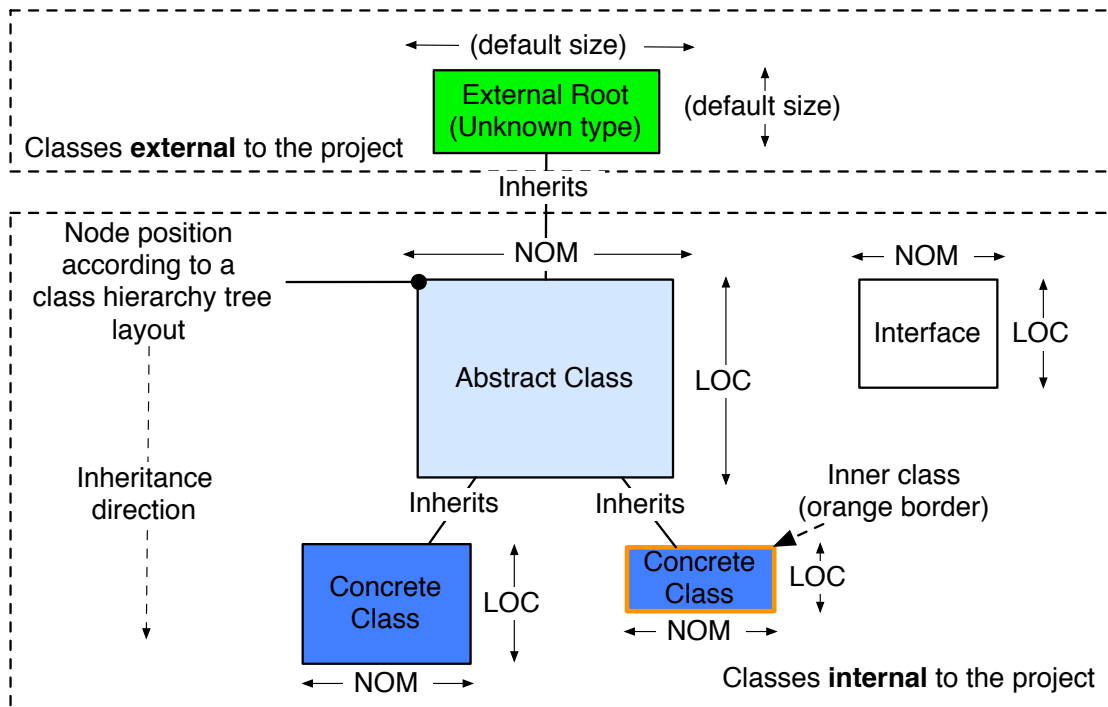 (default size)
External Root
(Unknown type)
(default size)
Classes external to the project
Inherits
Node position
according to a
class hierarchy tree
layout
NOM
NOM
Abstract Class
LOC
Interface
LOC
Inheritance
direction
Inherits
Inherits
Inner class
(orange border)
Concrete
Class
LOC
Concrete
Class
LOC
NOM
NOM
Classes internal to the project